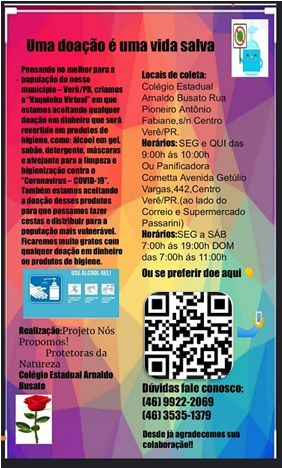 Uma doação é uma vida salva
Pensando no melhor para a
população do nosso
município – Verê/PR, criamos
a "Vaquinha Virtual" em que
estamos aceitando qualquer
doação em dinheiro que será
revertido em produtos de
higiene, como: álcool em gel,
sabão, detergente, máscaras
e alvejante para a limpeza e
higienização contra o
"Coronavírus – COVID-19".
Também estamos aceitando
a doação desses produtos
para que possamos fazer
cestas e distribuir para a
população mais vulnerável.
Ficaremos muito gratos com
qualquer doação em dinheiro
ou produtos de higiene.
USE ÁLCOOL GEL!
Realização:Projeto Nós
Propomos!
Protetoras da
Natureza
Colégio Estadual Arnaldo
Busato
Locais de coleta:
Colégio Estadual
Arnaldo Busato Rua
Pioneiro Antônio
Fabiane,s/n Centro
Verê/PR.
Horários: SEG e QUI das
9:00h ás 10:00h
Ou Panificadora
Cometta Avenida Getúlio
Vargas,442,Centro
Verê/PR.(ao lado do
Correio e Supermercado
Passarini)
Horários:SEG a SÁB
7:00h ás 19:00h DOM
das 7:00h ás 11:00h
Ou se preferir doe aqui
Dúvidas fale conosco:
(46) 9922-2069
(46) 3535-1379
Desde já agradecemos sua
colaboração!!